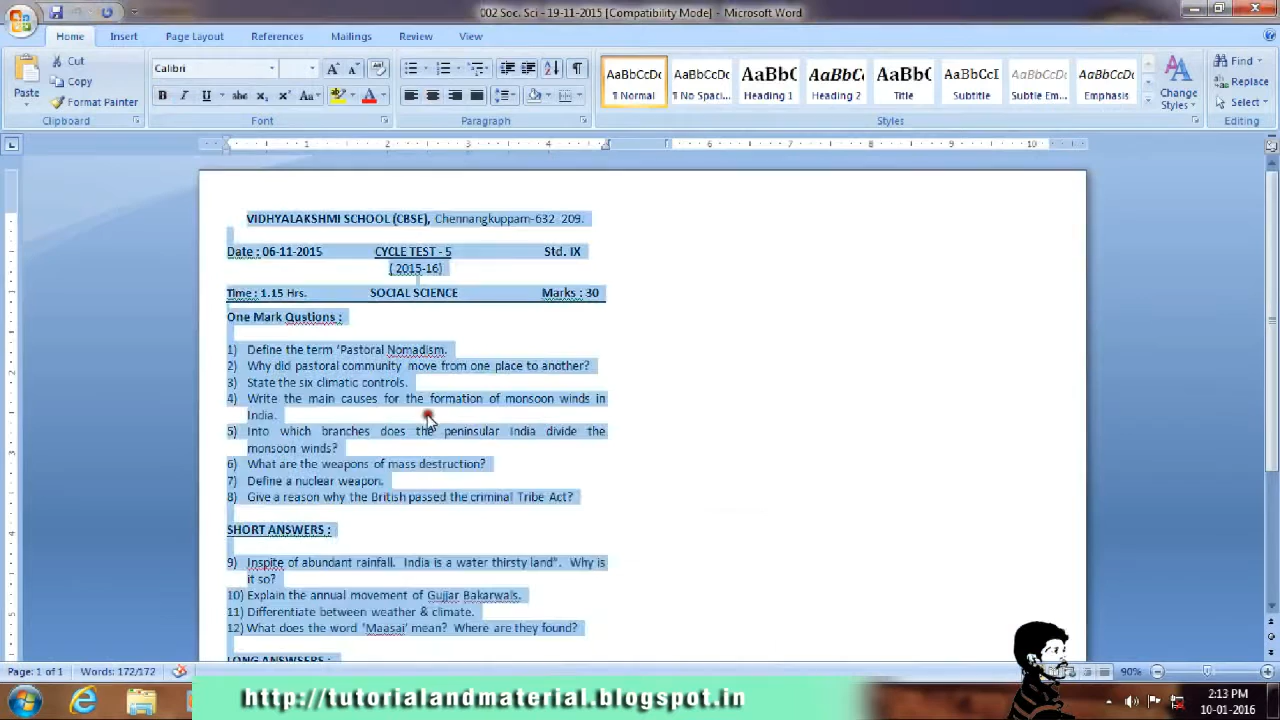 002 Soc. Sci - 19-11-2015 [Compatibility Mode] - Microsoft Word
Home Insert Page Layout References Mailings Review View
Paste
Cut
Copy
Format Painter
Clipboard
Calibri
Font
Paragraph
AaBbCcDc AaBbCcDc AaBbC AaBbCc AaBbC AaBbCcI AaBbCcDc AaBbCcDc
¶ Normal ¶ No Spaci... Heading 1 Heading 2 Title Subtitle Subtle Em... Emphasis
Styles
Change Styles
Find
Replace
Select
Editing
VIDHYALAKSHMI SCHOOL (CBSE), Chennangkuppam-632 209.
Date : 06-11-2015 CYCLE TEST - 5 Std. IX
( 2015-16)
Time : 1.15 Hrs. SOCIAL SCIENCE Marks : 30
One Mark Qustions :
1) Define the term 'Pastoral Nomadism.
2) Why did pastoral community move from one place to another?
3) State the six climatic controls.
4) Write the main causes for the formation of monsoon winds in
India.
5) Into which branches does the peninsular India divide the
monsoon winds?
6) What are the weapons of mass destruction?
7) Define a nuclear weapon.
8) Give a reason why the British passed the criminal Tribe Act?
SHORT ANSWERS :
9) Inspite of abundant rainfall. 'India is a water thirsty land". Why is
it so?
10) Explain the annual movement of Gujjar Bakarwals.
11) Differentiate between weather & climate.
12) What does the word 'Maasai' mean? Where are they found?
LONG ANSWSERS :
Page: 1 of 1 Words: 172/172 90%
http://tutorialandmaterial.blogspot.in
2:13 PM
10-01-2016